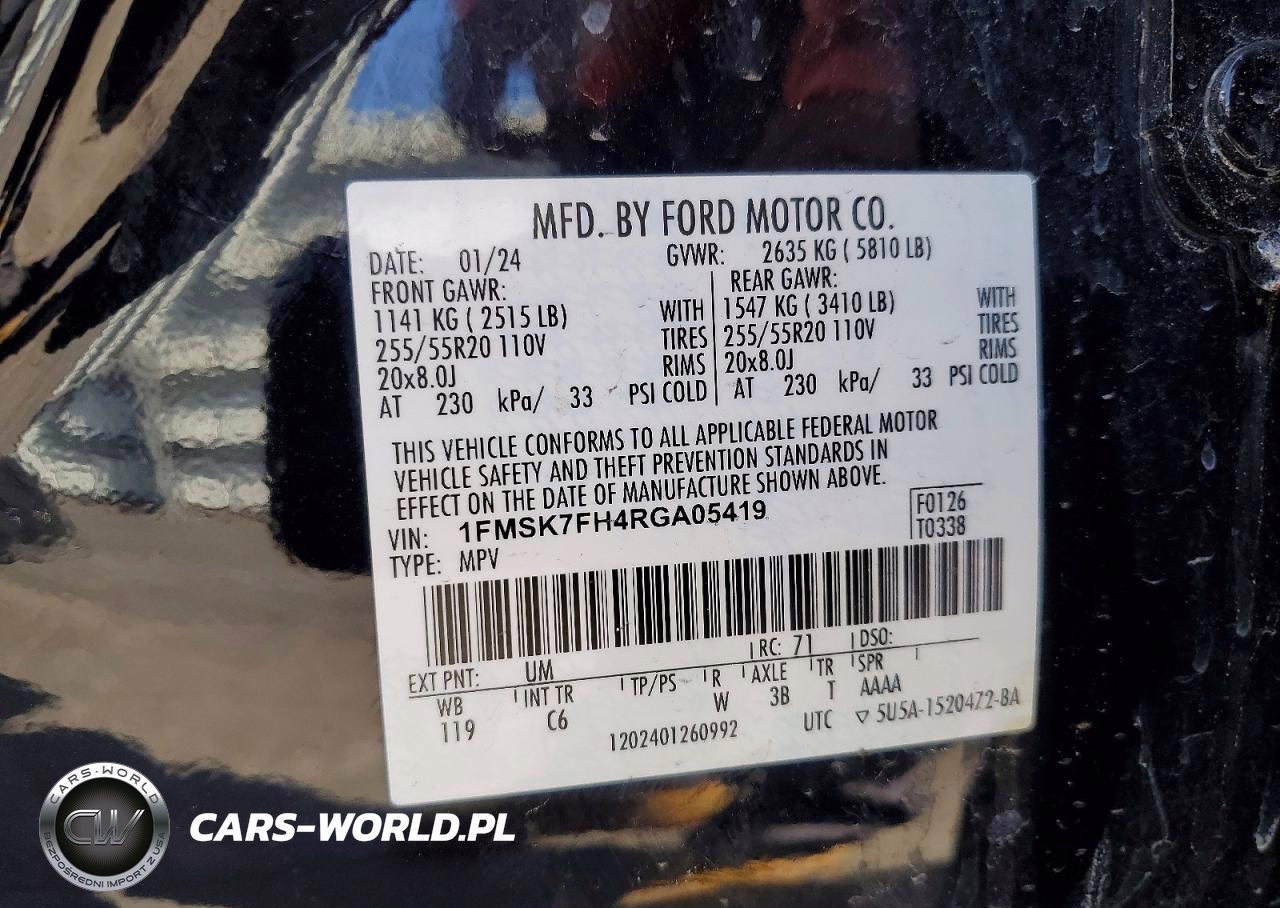 MFD. BY FORD MOTOR CO.
DATE: 01/24 GVWR: 2635 KG ( 5810 LB)
FRONT GAWR: REAR GAWR:
1141 KG ( 2515 LB) WITH 1547 KG ( 3410 LB) WITH
255/55R20 110V TIRES 255/55R20 110V TIRES
20x8.0J RIMS 20x8.0J RIMS
AT 230 kPa/ 33 PSI COLD AT 230 kPa/ 33 PSI COLD
THIS VEHICLE CONFORMS TO ALL APPLICABLE FEDERAL MOTOR
VEHICLE SAFETY AND THEFT PREVENTION STANDARDS IN
EFFECT ON THE DATE OF MANUFACTURE SHOWN ABOVE.
VIN: 1FMSK7FH4RGA05419 F0126
TYPE: MPV T0338
EXT PNT: UM RC: 71 DSO:
WB INT TR TP/PS R AXLE TR SPR
119 C6 W 3B T AAAA
1202401260992 UTC ▽ 5U5A-1520472-BA
CARS-WORLD
CW
BEZPOŚREDNI IMPORT Z USA
CARS-WORLD.PL